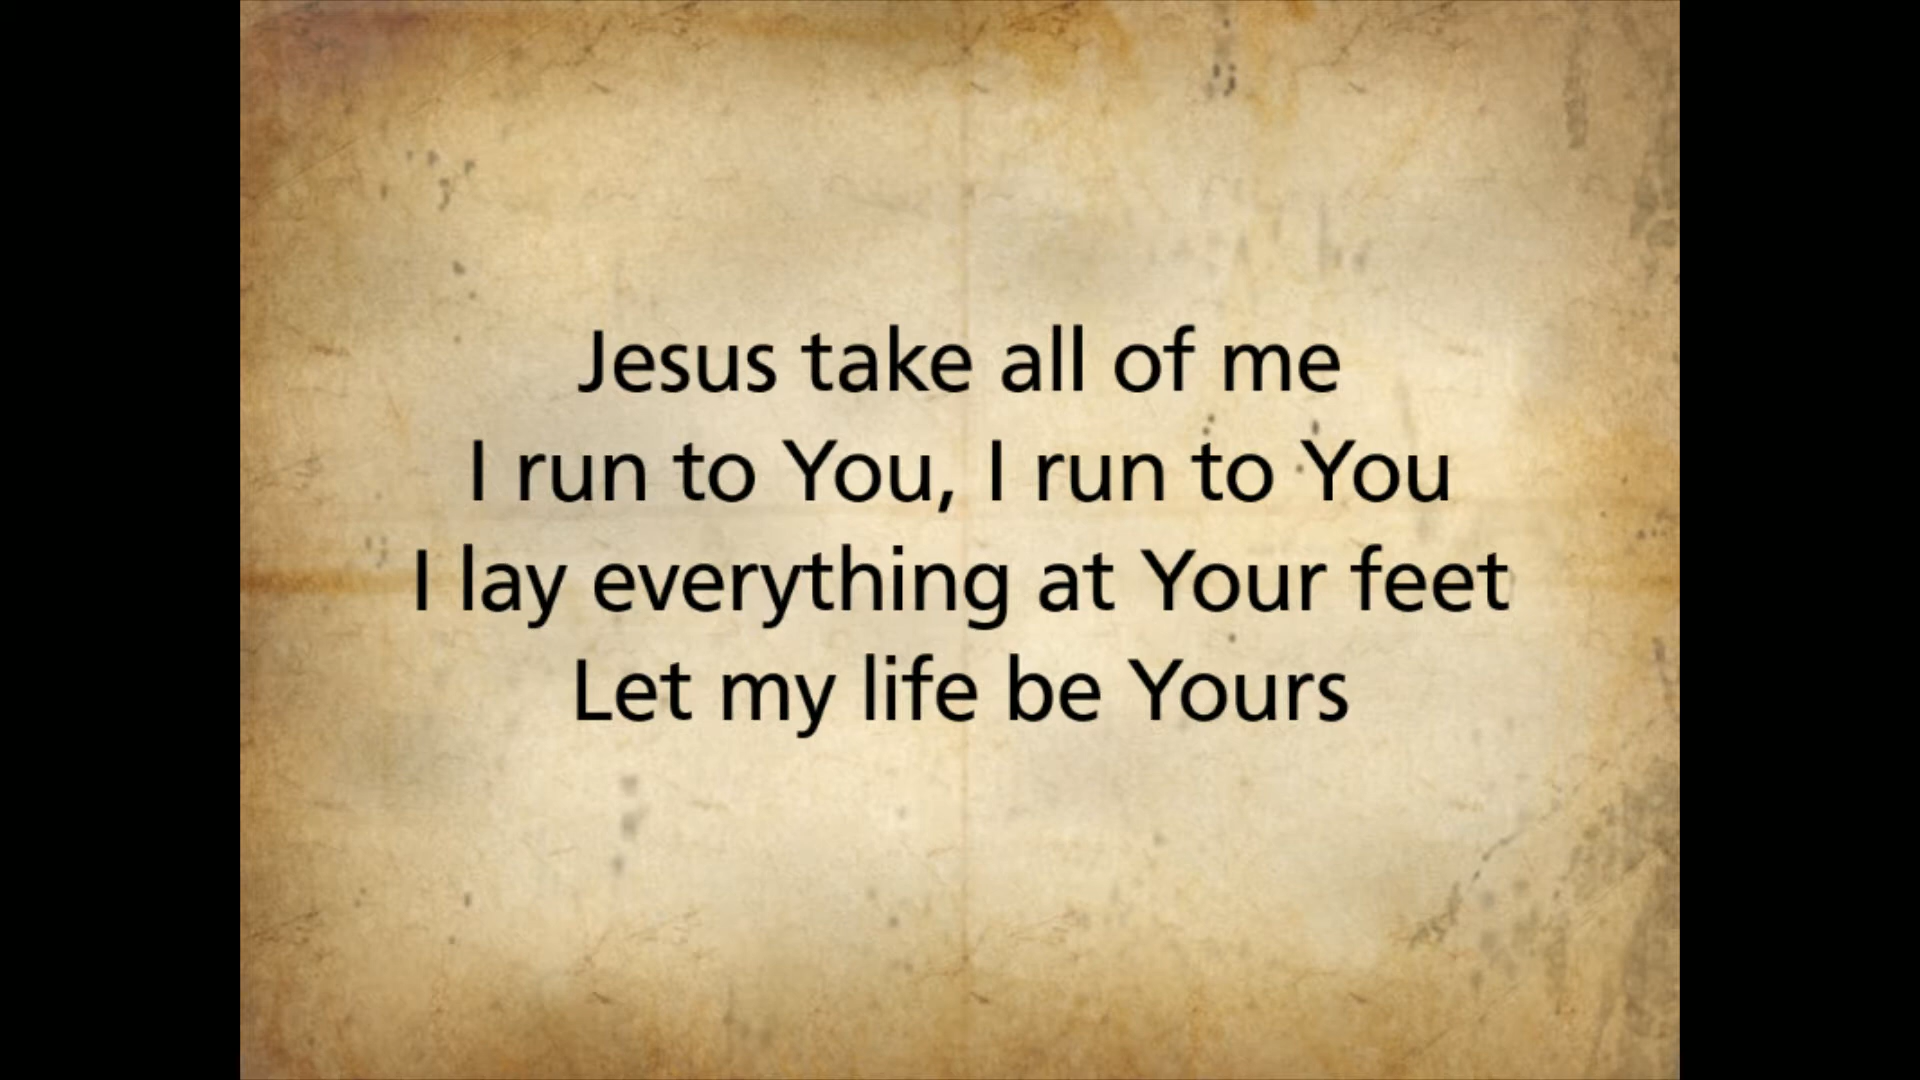 Jesus take all of me
I run to You, I run to You
I lay everything at Your feet
Let my life be Yours